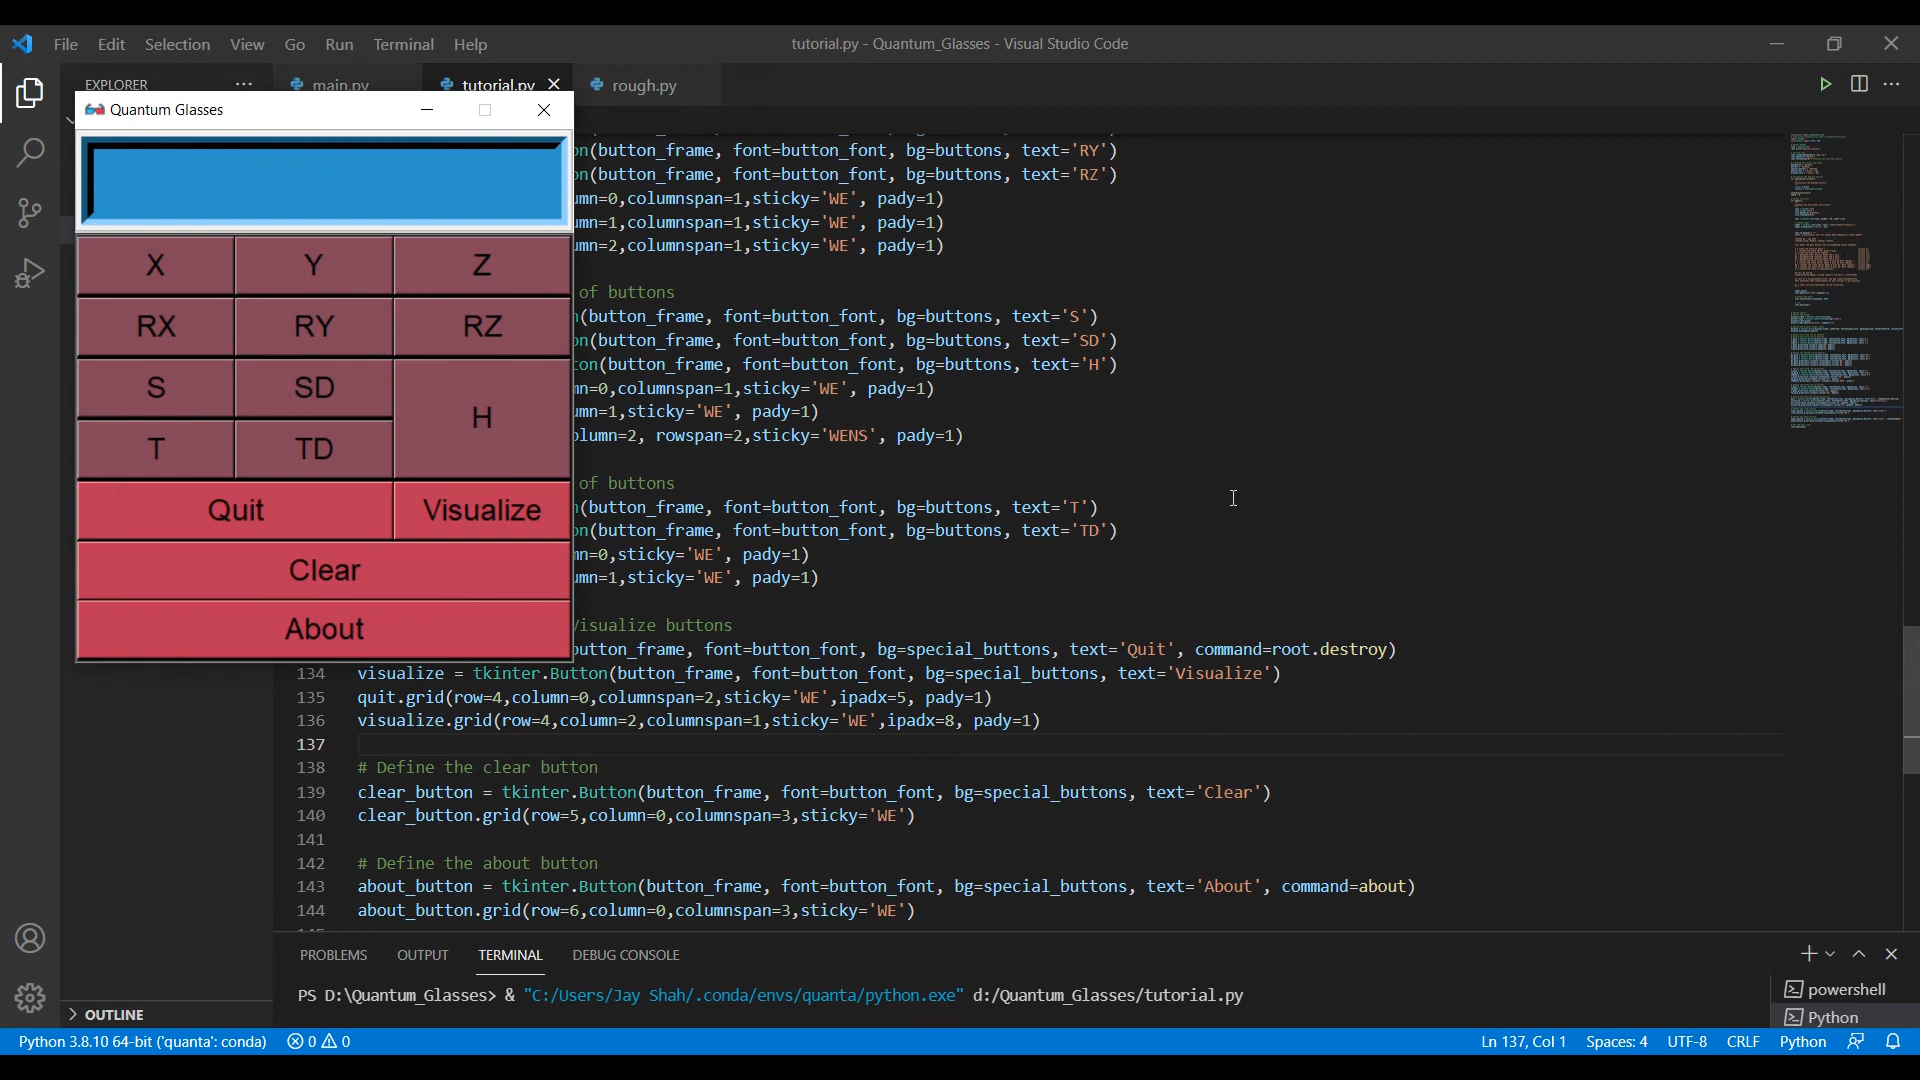 File Edit Selection View Go Run Terminal Help
tutorial.py - Quantum_Glasses - Visual Studio Code
EXPLORER
main.py
tutorial.py
rough.py
Quantum Glasses
X Y Z
RX RY RZ
S SD
H
T TD
Quit Visualize
Clear
About
on(button_frame, font=button_font, bg=buttons, text='RY')
on(button_frame, font=button_font, bg=buttons, text='RZ')
umn=0,columnspan=1,sticky='WE', pady=1)
umn=1,columnspan=1,sticky='WE', pady=1)
umn=2,columnspan=1,sticky='WE', pady=1)
of buttons
n(button_frame, font=button_font, bg=buttons, text='S')
on(button_frame, font=button_font, bg=buttons, text='SD')
ton(button_frame, font=button_font, bg=buttons, text='H')
mn=0,columnspan=1,sticky='WE', pady=1)
umn=1,sticky='WE', pady=1)
olumn=2, rowspan=2,sticky='WENS', pady=1)
of buttons
n(button_frame, font=button_font, bg=buttons, text='T')
on(button_frame, font=button_font, bg=buttons, text='TD')
mn=0,sticky='WE', pady=1)
umn=1,sticky='WE', pady=1)
Visualize buttons
button_frame, font=button_font, bg=special_buttons, text='Quit', command=root.destroy)
134 visualize = tkinter.Button(button_frame, font=button_font, bg=special_buttons, text='Visualize')
135 quit.grid(row=4,column=0,columnspan=2,sticky='WE',ipadx=5, pady=1)
136 visualize.grid(row=4,column=2,columnspan=1,sticky='WE',ipadx=8, pady=1)
137
138 # Define the clear button
139 clear_button = tkinter.Button(button_frame, font=button_font, bg=special_buttons, text='Clear')
140 clear_button.grid(row=5,column=0,columnspan=3,sticky='WE')
141
142 # Define the about button
143 about_button = tkinter.Button(button_frame, font=button_font, bg=special_buttons, text='About', command=about)
144 about_button.grid(row=6,column=0,columnspan=3,sticky='WE')
PROBLEMS OUTPUT TERMINAL DEBUG CONSOLE
PS D:\Quantum_Glasses> & "C:/Users/Jay Shah/.conda/envs/quanta/python.exe" d:/Quantum_Glasses/tutorial.py
powershell
Python
OUTLINE
Python 3.8.10 64-bit ('quanta': conda) 0 0 Ln 137, Col 1 Spaces: 4 UTF-8 CRLF Python